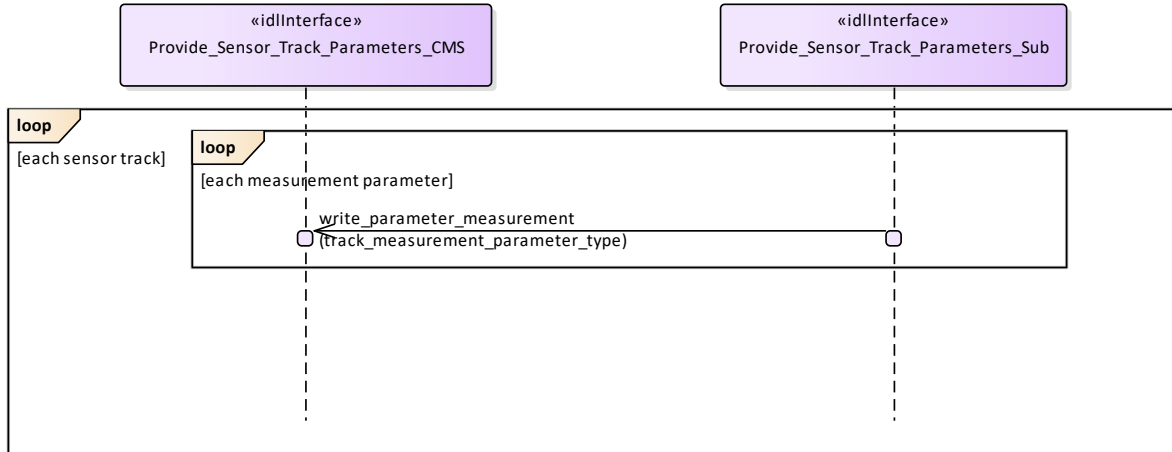 «idlInterface»
Provide_Sensor_Track_Parameters_CMS
«idlInterface»
Provide_Sensor_Track_Parameters_Sub
loop
[each sensor track]
loop
[each measurement parameter]
write_parameter_measurement
(track_measurement_parameter_type)